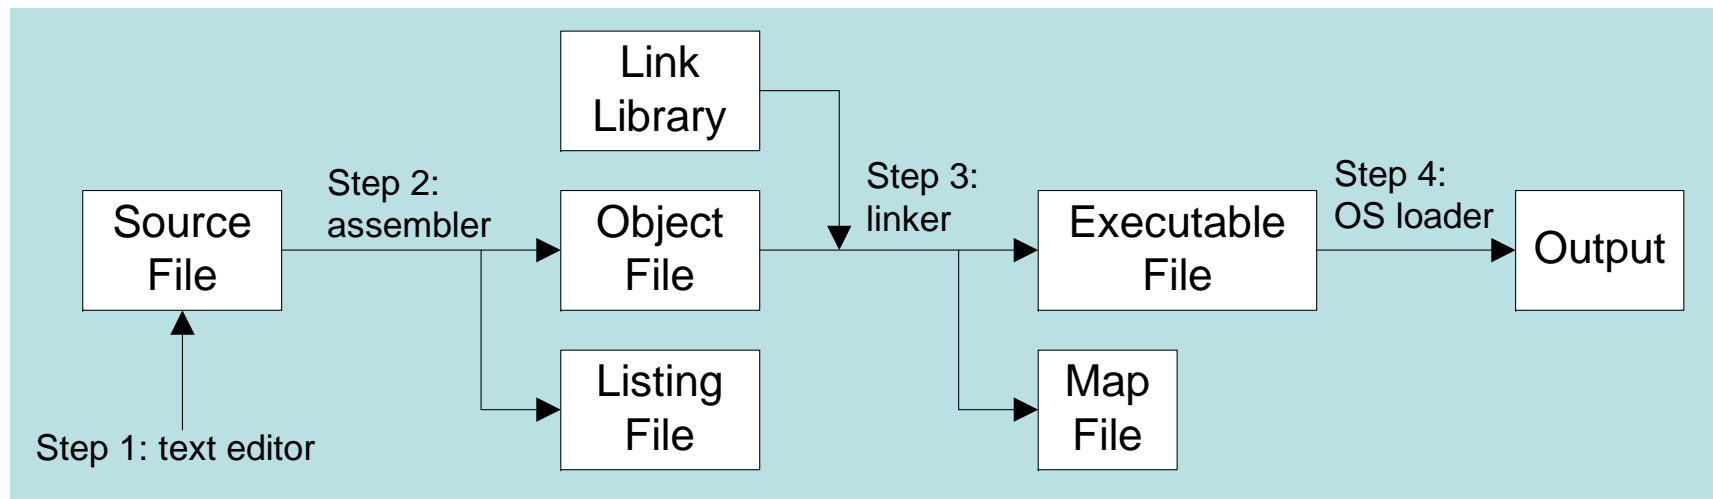 Link
Library
Step 2:
assembler
Step 3:
linker
Step 4:
OS loader
Source
File
Object
File
Executable
File
Output
Listing
File
Map
File
Step 1: text editor